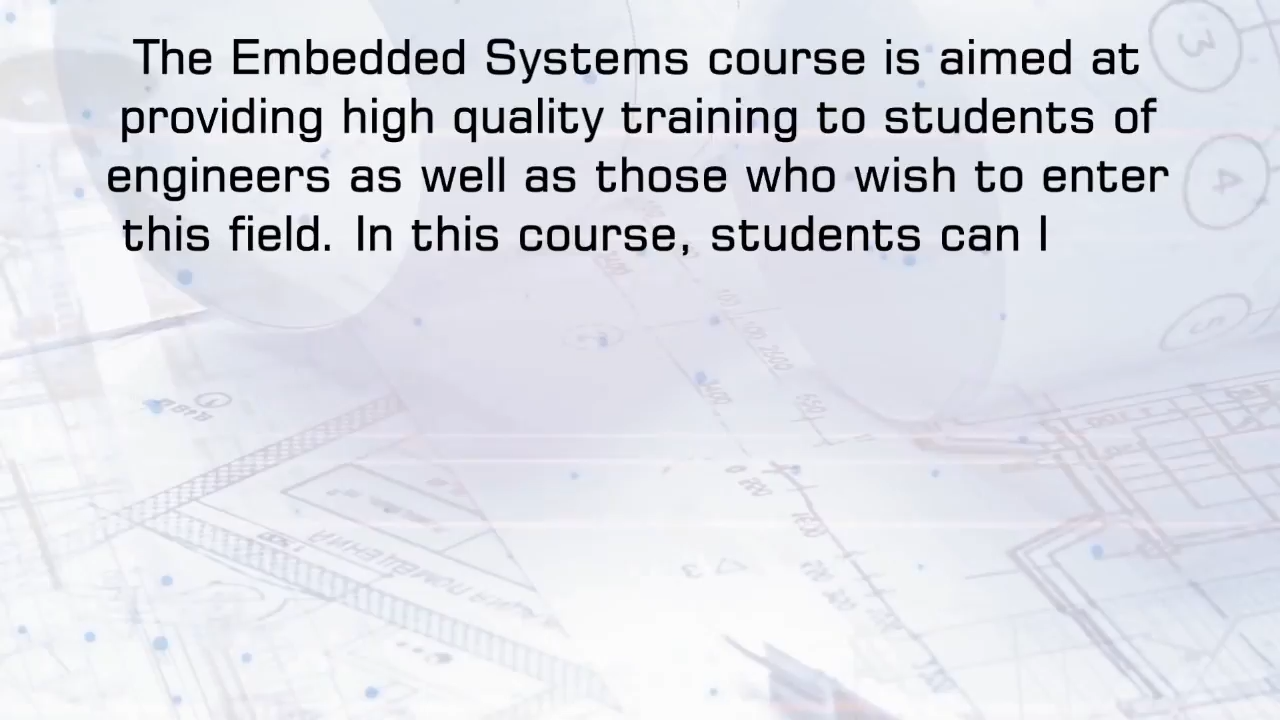 The Embedded Systems course is aimed at
providing high quality training to students of
engineers as well as those who wish to enter
this field. In this course, students can l